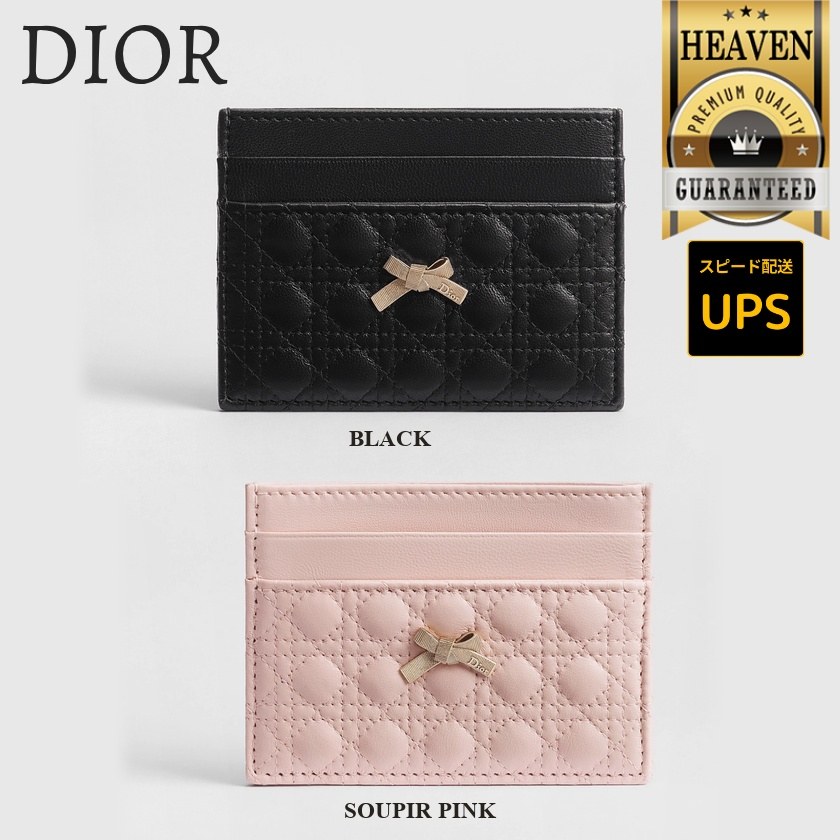 DIOR
HEAVEN
PREMIUM QUALITY
GUARANTEED
スピード配送
UPS
Dior
BLACK
Dior
SOUPIR PINK